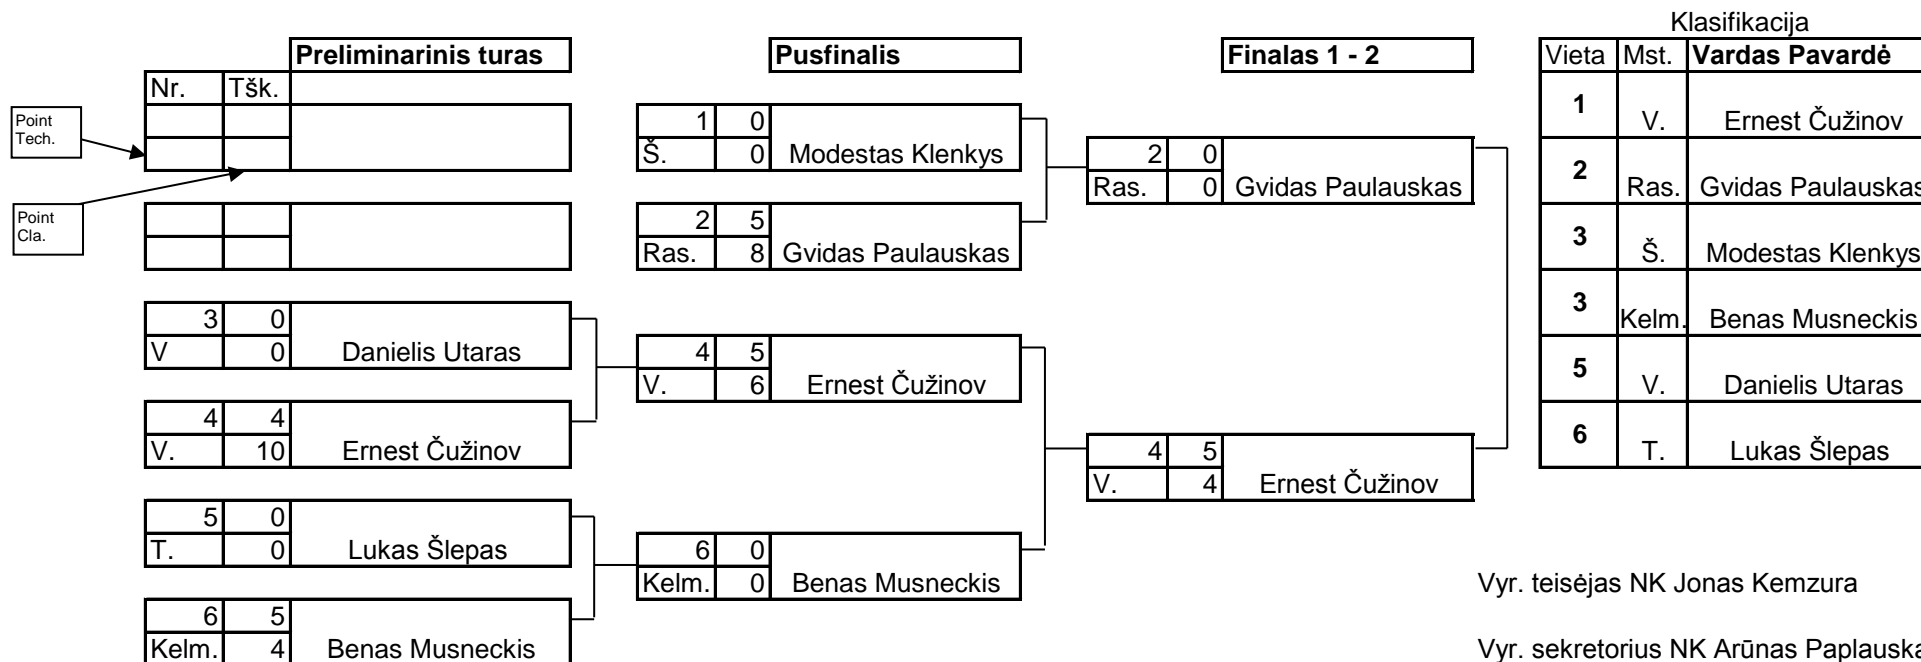 Klasifikacija
Preliminarinis turas Pusfinalis Finalas 1 - 2 Vieta Mst. Vardas Pavardė
Nr. Tšk.
Point
Tech.
1 0
Š. 0 Modestas Klenkys
2 0
Ras. 0 Gvidas Paulauskas
1 V. Ernest Čužinov
2 Ras. Gvidas Paulauskas
Point
Cla.
2 5
Ras. 8 Gvidas Paulauskas
3 Š. Modestas Klenkys
3 0
V 0 Danielis Utaras
4 5
V. 6 Ernest Čužinov
3 Kelm. Benas Musneckis
5 V. Danielis Utaras
4 4
V. 10 Ernest Čužinov
4 5
V. 4 Ernest Čužinov
6 T. Lukas Šlepas
5 0
T. 0 Lukas Šlepas
6 0
Kelm. 0 Benas Musneckis
Vyr. teisėjas NK Jonas Kemzura
6 5
Kelm. 4 Benas Musneckis
Vyr. sekretorius NK Arūnas Paplauska